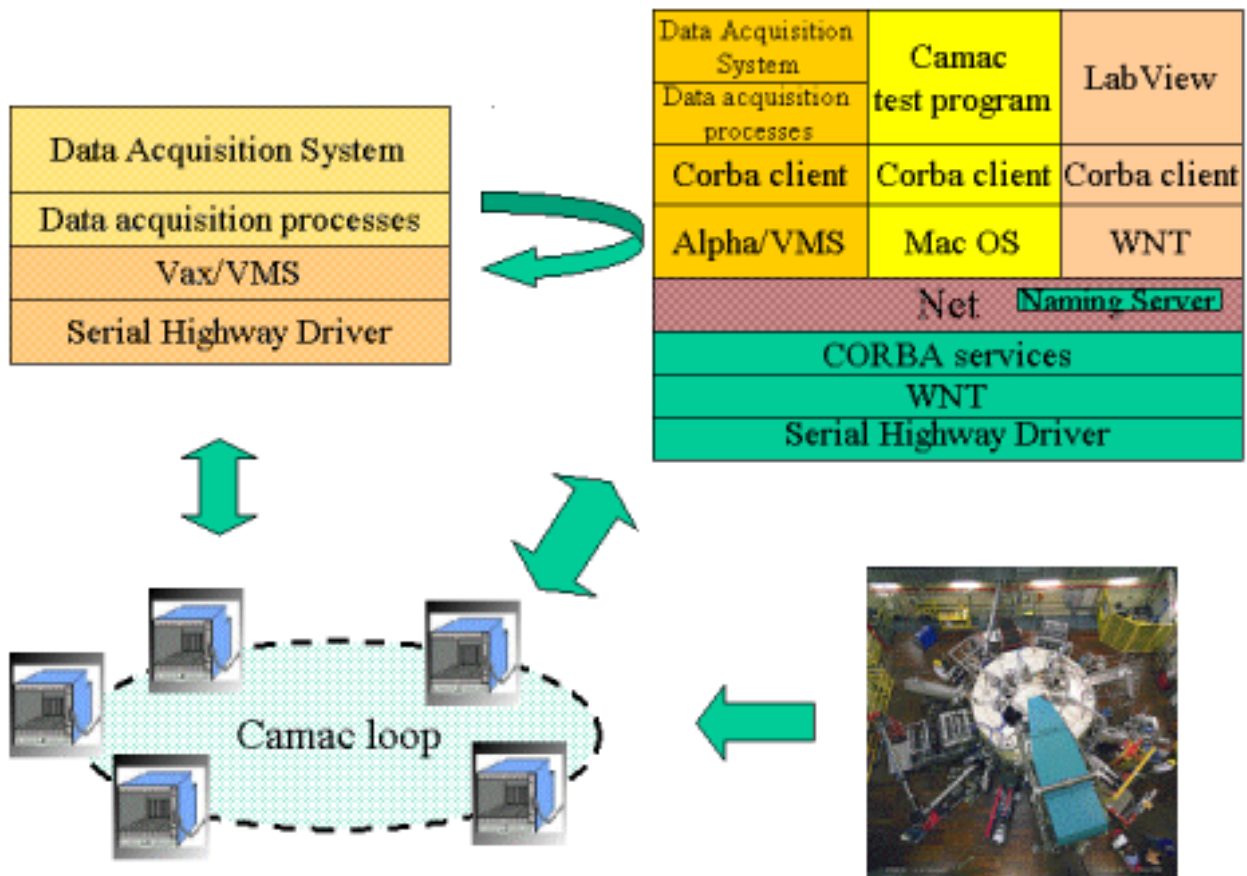 Data Acquisition System
Data acquisition processes
Vax/VMS
Serial Highway Driver
Data Acquisition
System
Data acquisition
processes
Camac
test program
LabView
Corba client
Corba client
Corba client
Alpha/VMS
Mac OS
WNT
Net
Naming Server
CORBA services
WNT
Serial Highway Driver
Camac loop